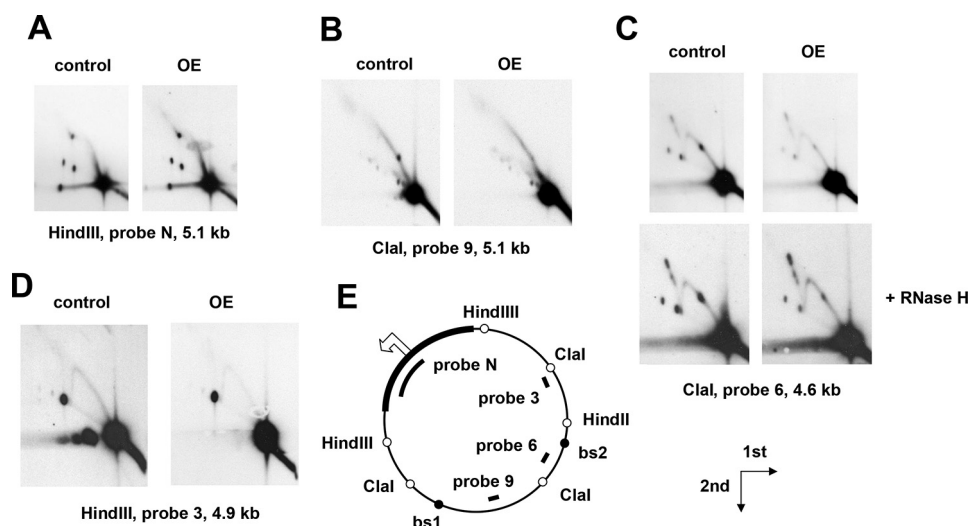 A
control OE
HindIII, probe N, 5.1 kb
B
control OE
ClaI, probe 9, 5.1 kb
C
control OE
+ RNase H
ClaI, probe 6, 4.6 kb
D
control OE
HindIII, probe 3, 4.9 kb
E
HindIIII
ClaI
probe N
probe 3
HindII
HindIII
probe 6
bs2
ClaI
probe 9
ClaI
bs1
1st
2nd